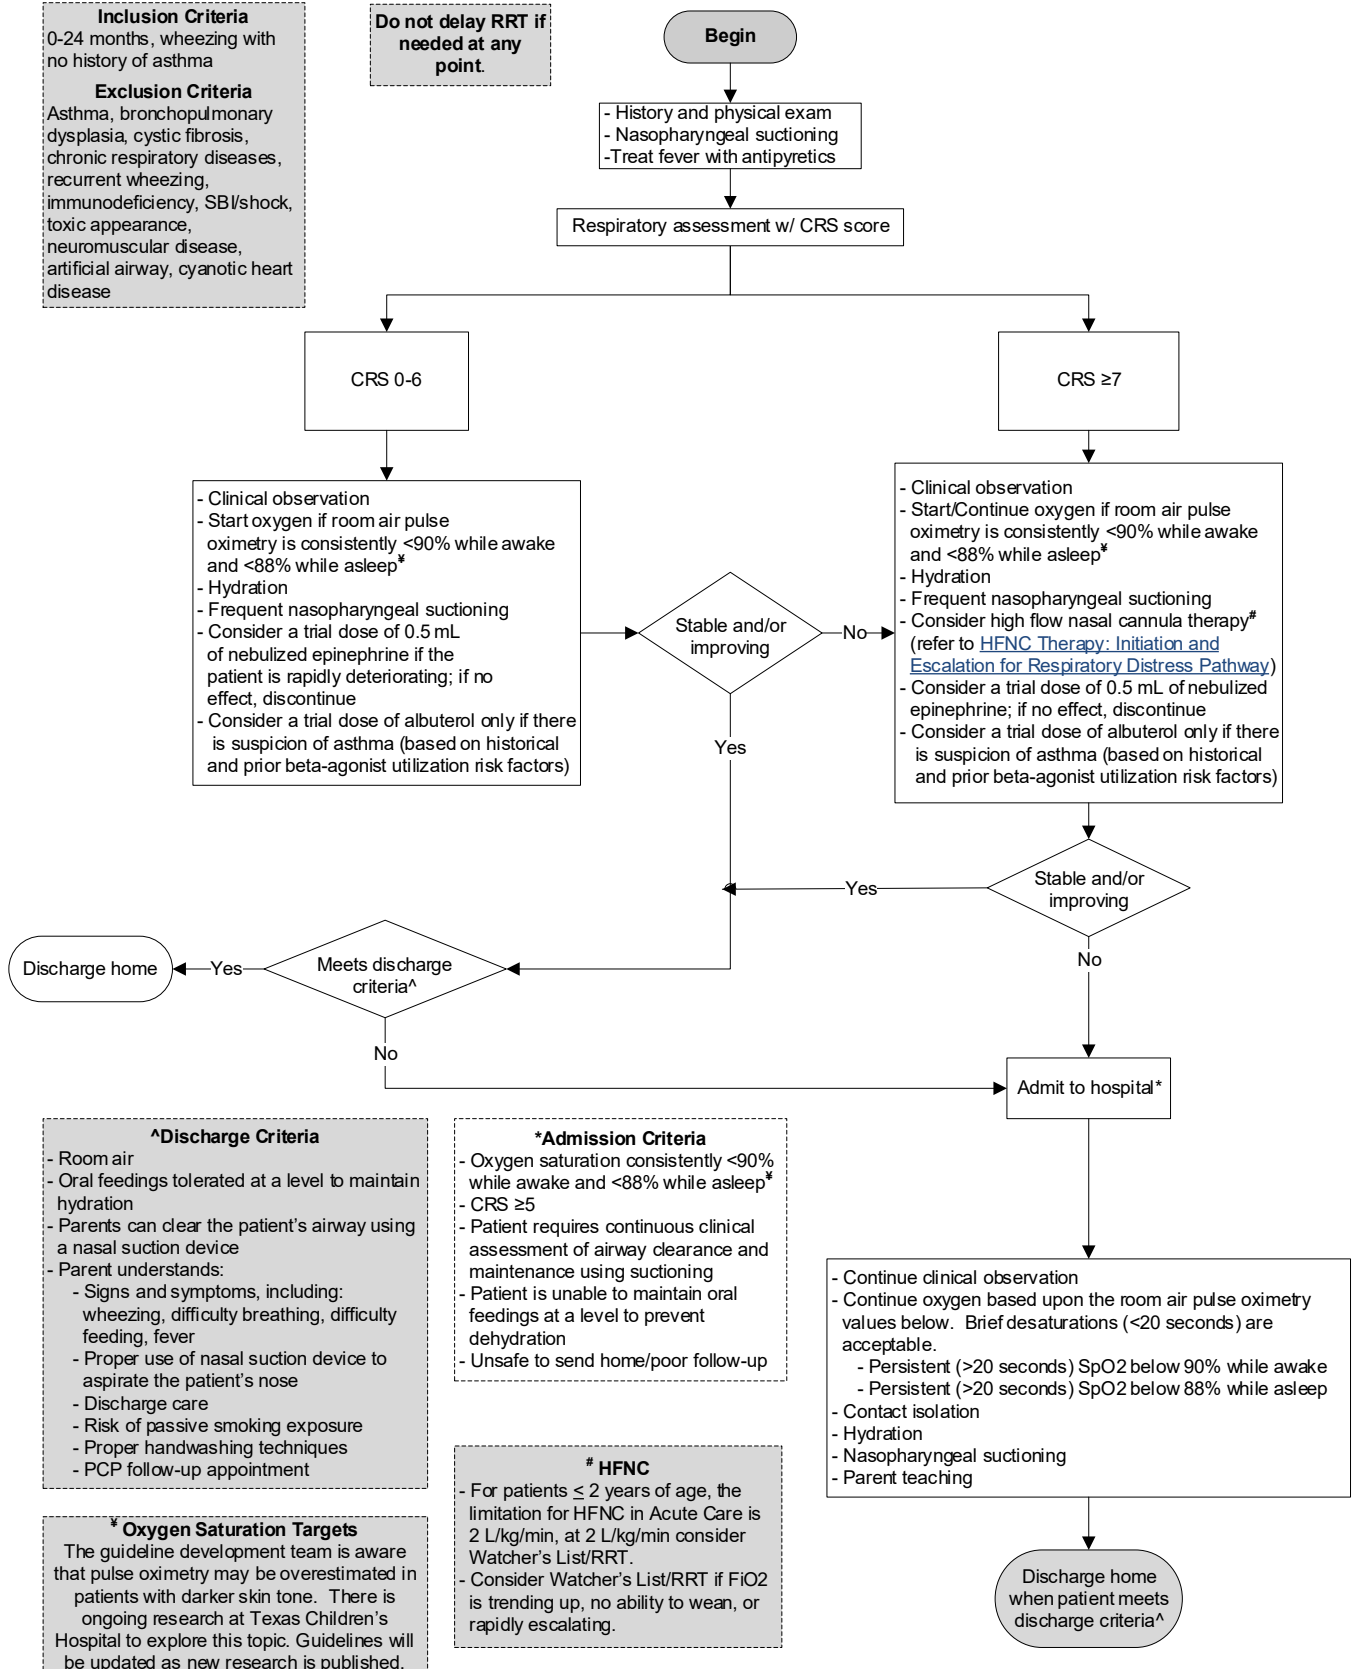 Inclusion Criteria
0-24 months, wheezing with
no history of asthma
Exclusion Criteria
Asthma, bronchopulmonary
dysplasia, cystic fibrosis,
chronic respiratory diseases,
recurrent wheezing,
immunodeficiency, SBI/shock,
toxic appearance,
neuromuscular disease,
artificial airway, cyanotic heart
disease
Do not delay RRT if
needed at any
point.
Begin
- History and physical exam
- Nasopharyngeal suctioning
-Treat fever with antipyretics
Respiratory assessment w/ CRS score
CRS 0-6
CRS ≥7
- Clinical observation
- Start oxygen if room air pulse
oximetry is consistently <90% while awake
and <88% while asleep¥
- Hydration
- Frequent nasopharyngeal suctioning
- Consider a trial dose of 0.5 mL
of nebulized epinephrine if the
patient is rapidly deteriorating; if no
effect, discontinue
- Consider a trial dose of albuterol only if there
is suspicion of asthma (based on historical
and prior beta-agonist utilization risk factors)
Stable and/or
improving
No
Yes
- Clinical observation
- Start/Continue oxygen if room air pulse
oximetry is consistently <90% while awake
and <88% while asleep¥
- Hydration
- Frequent nasopharyngeal suctioning
- Consider high flow nasal cannula therapy#
(refer to HFNC Therapy: Initiation and
Escalation for Respiratory Distress Pathway)
- Consider a trial dose of 0.5 mL of nebulized
epinephrine; if no effect, discontinue
- Consider a trial dose of albuterol only if there
is suspicion of asthma (based on historical
and prior beta-agonist utilization risk factors)
Stable and/or
improving
Yes
No
Meets discharge
criteria^
Yes
Discharge home
No
Admit to hospital*
^Discharge Criteria
- Room air
- Oral feedings tolerated at a level to maintain
hydration
- Parents can clear the patient's airway using
a nasal suction device
- Parent understands:
- Signs and symptoms, including:
wheezing, difficulty breathing, difficulty
feeding, fever
- Proper use of nasal suction device to
aspirate the patient's nose
- Discharge care
- Risk of passive smoking exposure
- Proper handwashing techniques
- PCP follow-up appointment
*Admission Criteria
- Oxygen saturation consistently <90%
while awake and <88% while asleep¥
- CRS ≥5
- Patient requires continuous clinical
assessment of airway clearance and
maintenance using suctioning
- Patient is unable to maintain oral
feedings at a level to prevent
dehydration
- Unsafe to send home/poor follow-up
- Continue clinical observation
- Continue oxygen based upon the room air pulse oximetry
values below. Brief desaturations (<20 seconds) are
acceptable.
- Persistent (>20 seconds) SpO2 below 90% while awake
- Persistent (>20 seconds) SpO2 below 88% while asleep
- Contact isolation
- Hydration
- Nasopharyngeal suctioning
- Parent teaching
# HFNC
- For patients ≤ 2 years of age, the
limitation for HFNC in Acute Care is
2 L/kg/min, at 2 L/kg/min consider
Watcher's List/RRT.
- Consider Watcher's List/RRT if FiO2
is trending up, no ability to wean, or
rapidly escalating.
¥ Oxygen Saturation Targets
The guideline development team is aware
that pulse oximetry may be overestimated in
patients with darker skin tone. There is
ongoing research at Texas Children's
Hospital to explore this topic. Guidelines will
be updated as new research is published.
Discharge home
when patient meets
discharge criteria^